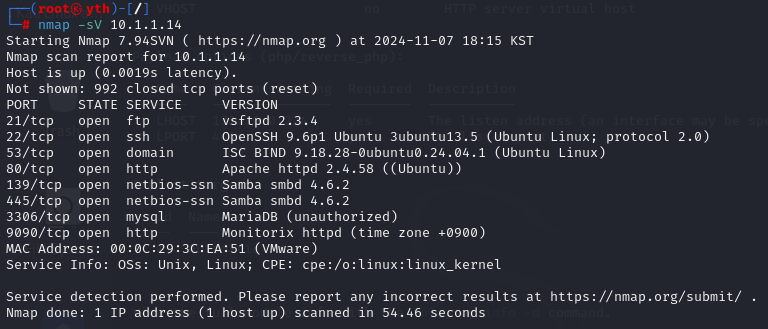 ┌──(root㉿yth)-[/]
└─# nmap -sV 10.1.1.14
Starting Nmap 7.94SVN ( https://nmap.org ) at 2024-11-07 18:15 KST
Nmap scan report for 10.1.1.14
Host is up (0.0019s latency).
Not shown: 992 closed tcp ports (reset)
PORT     STATE SERVICE     VERSION
21/tcp   open  ftp         vsftpd 2.3.4
22/tcp   open  ssh         OpenSSH 9.6p1 Ubuntu 3ubuntu13.5 (Ubuntu Linux; protocol 2.0)
53/tcp   open  domain      ISC BIND 9.18.28-0ubuntu0.24.04.1 (Ubuntu Linux)
80/tcp   open  http        Apache httpd 2.4.58 ((Ubuntu))
139/tcp  open  netbios-ssn Samba smbd 4.6.2
445/tcp  open  netbios-ssn Samba smbd 4.6.2
3306/tcp open  mysql       MariaDB (unauthorized)
9090/tcp open  http        Monitorix httpd (time zone +0900)
MAC Address: 00:0C:29:3C:EA:51 (VMware)
Service Info: OSs: Unix, Linux; CPE: cpe:/o:linux:linux_kernel

Service detection performed. Please report any incorrect results at https://nmap.org/submit/ .
Nmap done: 1 IP address (1 host up) scanned in 54.46 seconds